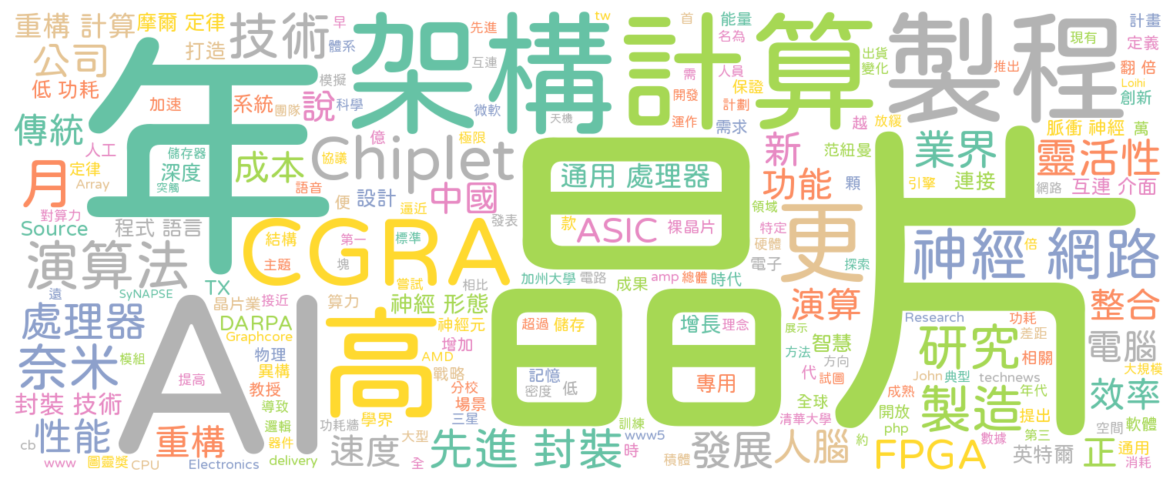 重構 計算
摩爾 定律
技術
早
體系
先進
架構
計算
tw
首
能量
名為
製程
現有
計畫
定義
公司
打造
低 功耗
加速
系統
說
模擬
科學
團隊
互連
微軟
天機
年
需
人員
開發
保證
計劃
出貨
變化
推出
翻 倍
Loihi
創新
傳統
人工
定律
Array
儲存器
深度
突觸
成本
語音
Chiplet
億
協議
極限
運作
需求
越
放緩
脈衝 神經
萬
月
對算力
Source
程式 語言
便
設計
中國
逼近
發表
通用 處理器
新
功能
范紐曼
顆
業界
引擎
連接
網路
靈活性
互連 介面
演算法
TX
結構
主題
第一
塊
標準
CGRA
款
ASIC
裸晶片
領域
特定
硬體
電子
更
探索
倍
神經 網路
遠
SyNAPSE
晶片業
接近
算力
嘗試
神經 形態
相比
加州大學
電路
成果
amp
總體
時代
晶片
演算
整合
處理器
DARPA
Graphcore
物理
異構
AI
高
神經元
增加
AMD
戰略
超過
儲存
增長
理念
展示
方法
智慧
方向
Research
功耗
差距
奈米
模組
提高
教授
導致
學界
分校
場景
記憶
密度
低
專用
代
試圖
研究
相關
John
典型
technews
電腦
大規模
封裝 技術
性能
重構
邏輯
器件
功耗牆
三星
訓練
全球
清華大學
成熟
開放
製造
年代
提出
效率
cb
www
圖靈獎
CPU
Electronics
delivery
速度
大型
全
先進 封裝
www5
時
積體
發展
人腦
約
php
數據
FPGA
第三
空間
英特爾
正
軟體
通用
消耗